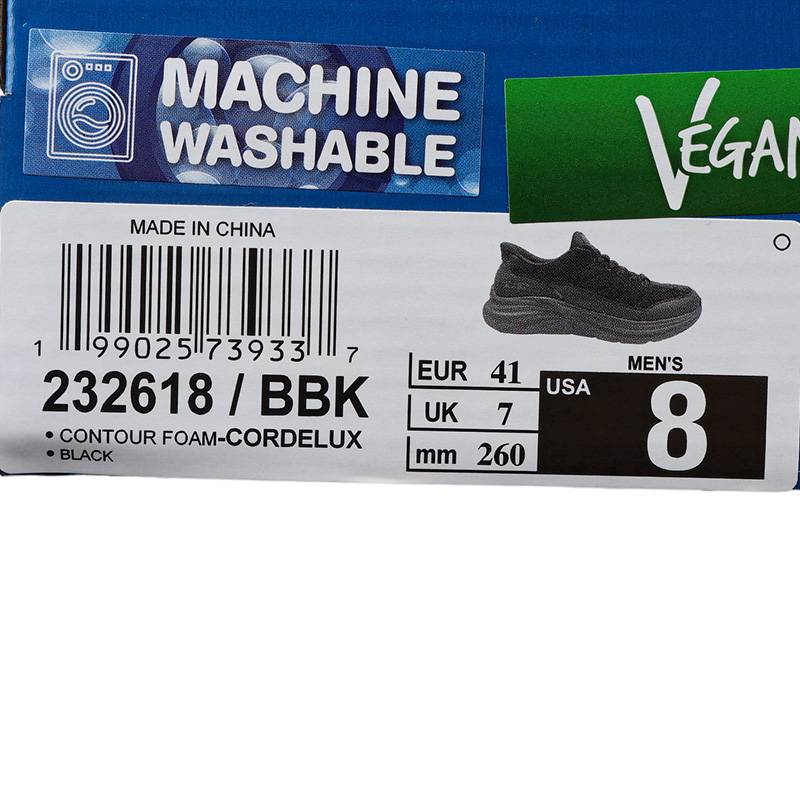 MACHINE
WASHABLE
VEGAN
MADE IN CHINA
1 99025 73933 7
232618 / BBK
• CONTOUR FOAM-CORDELUX
• BLACK
EUR 41
UK 7
mm 260
MEN'S
USA 8